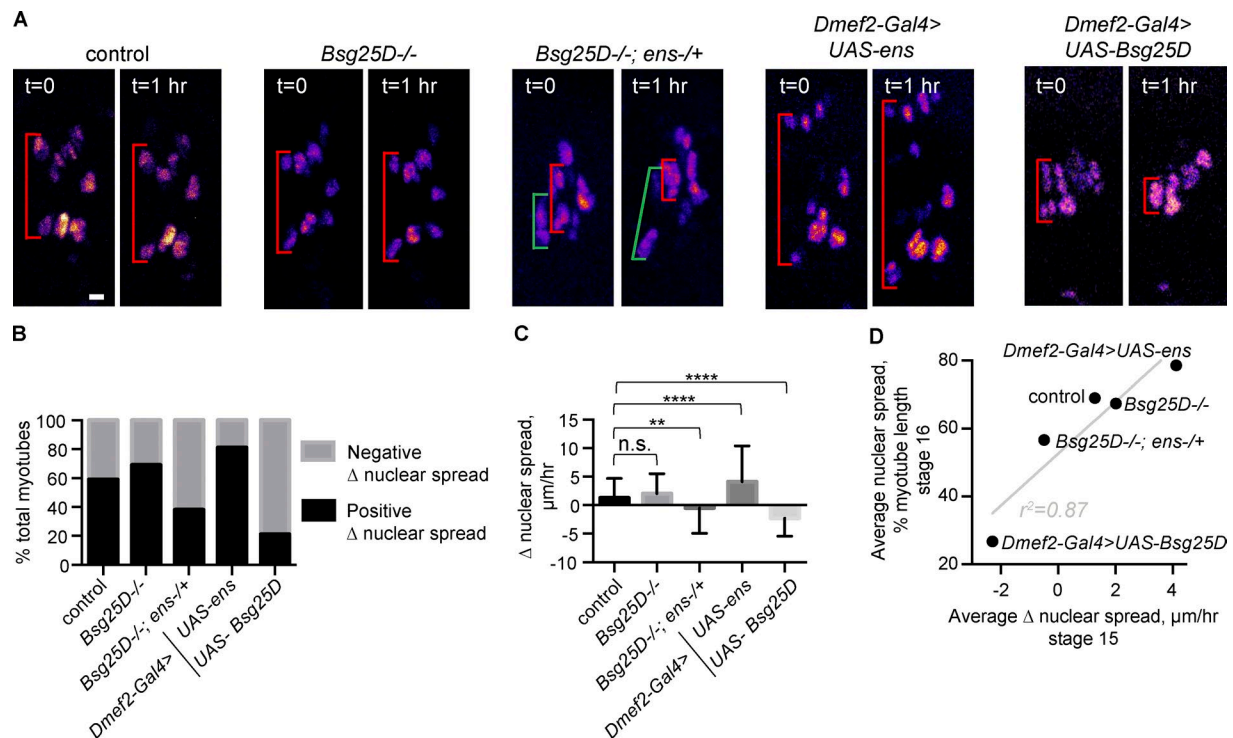 A
control
Bsg25D-/-
Bsg25D-/-; ens-/+
Dmef2-Gal4>
UAS-ens
Dmef2-Gal4>
UAS-Bsg25D
t=0
t=1 hr
t=0
t=1 hr
t=0
t=1 hr
t=0
t=1 hr
t=0
t=1 hr
B
% total myotubes
100
80
60
40
20
0
control
Bsg25D-/-
Bsg25D-/-; ens-/+
Dmef2-Gal4>
UAS-ens
UAS- Bsg25D
Negative
Δ nuclear spread
Positive
Δ nuclear spread
C
Δ nuclear spread,
µm/hr
15
10
5
0
-5
-10
n.s.
**
****
****
control
Bsg25D-/-
Bsg25D-/-; ens-/+
Dmef2-Gal4>
UAS-ens
UAS- Bsg25D
D
Average nuclear spread,
% myotube length
stage 16
80
60
40
20
Dmef2-Gal4>UAS-ens
control
Bsg25D-/-
Bsg25D-/-; ens-/+
r²=0.87
Dmef2-Gal4>UAS-Bsg25D
-2
0
2
4
Average Δ nuclear spread, µm/hr
stage 15